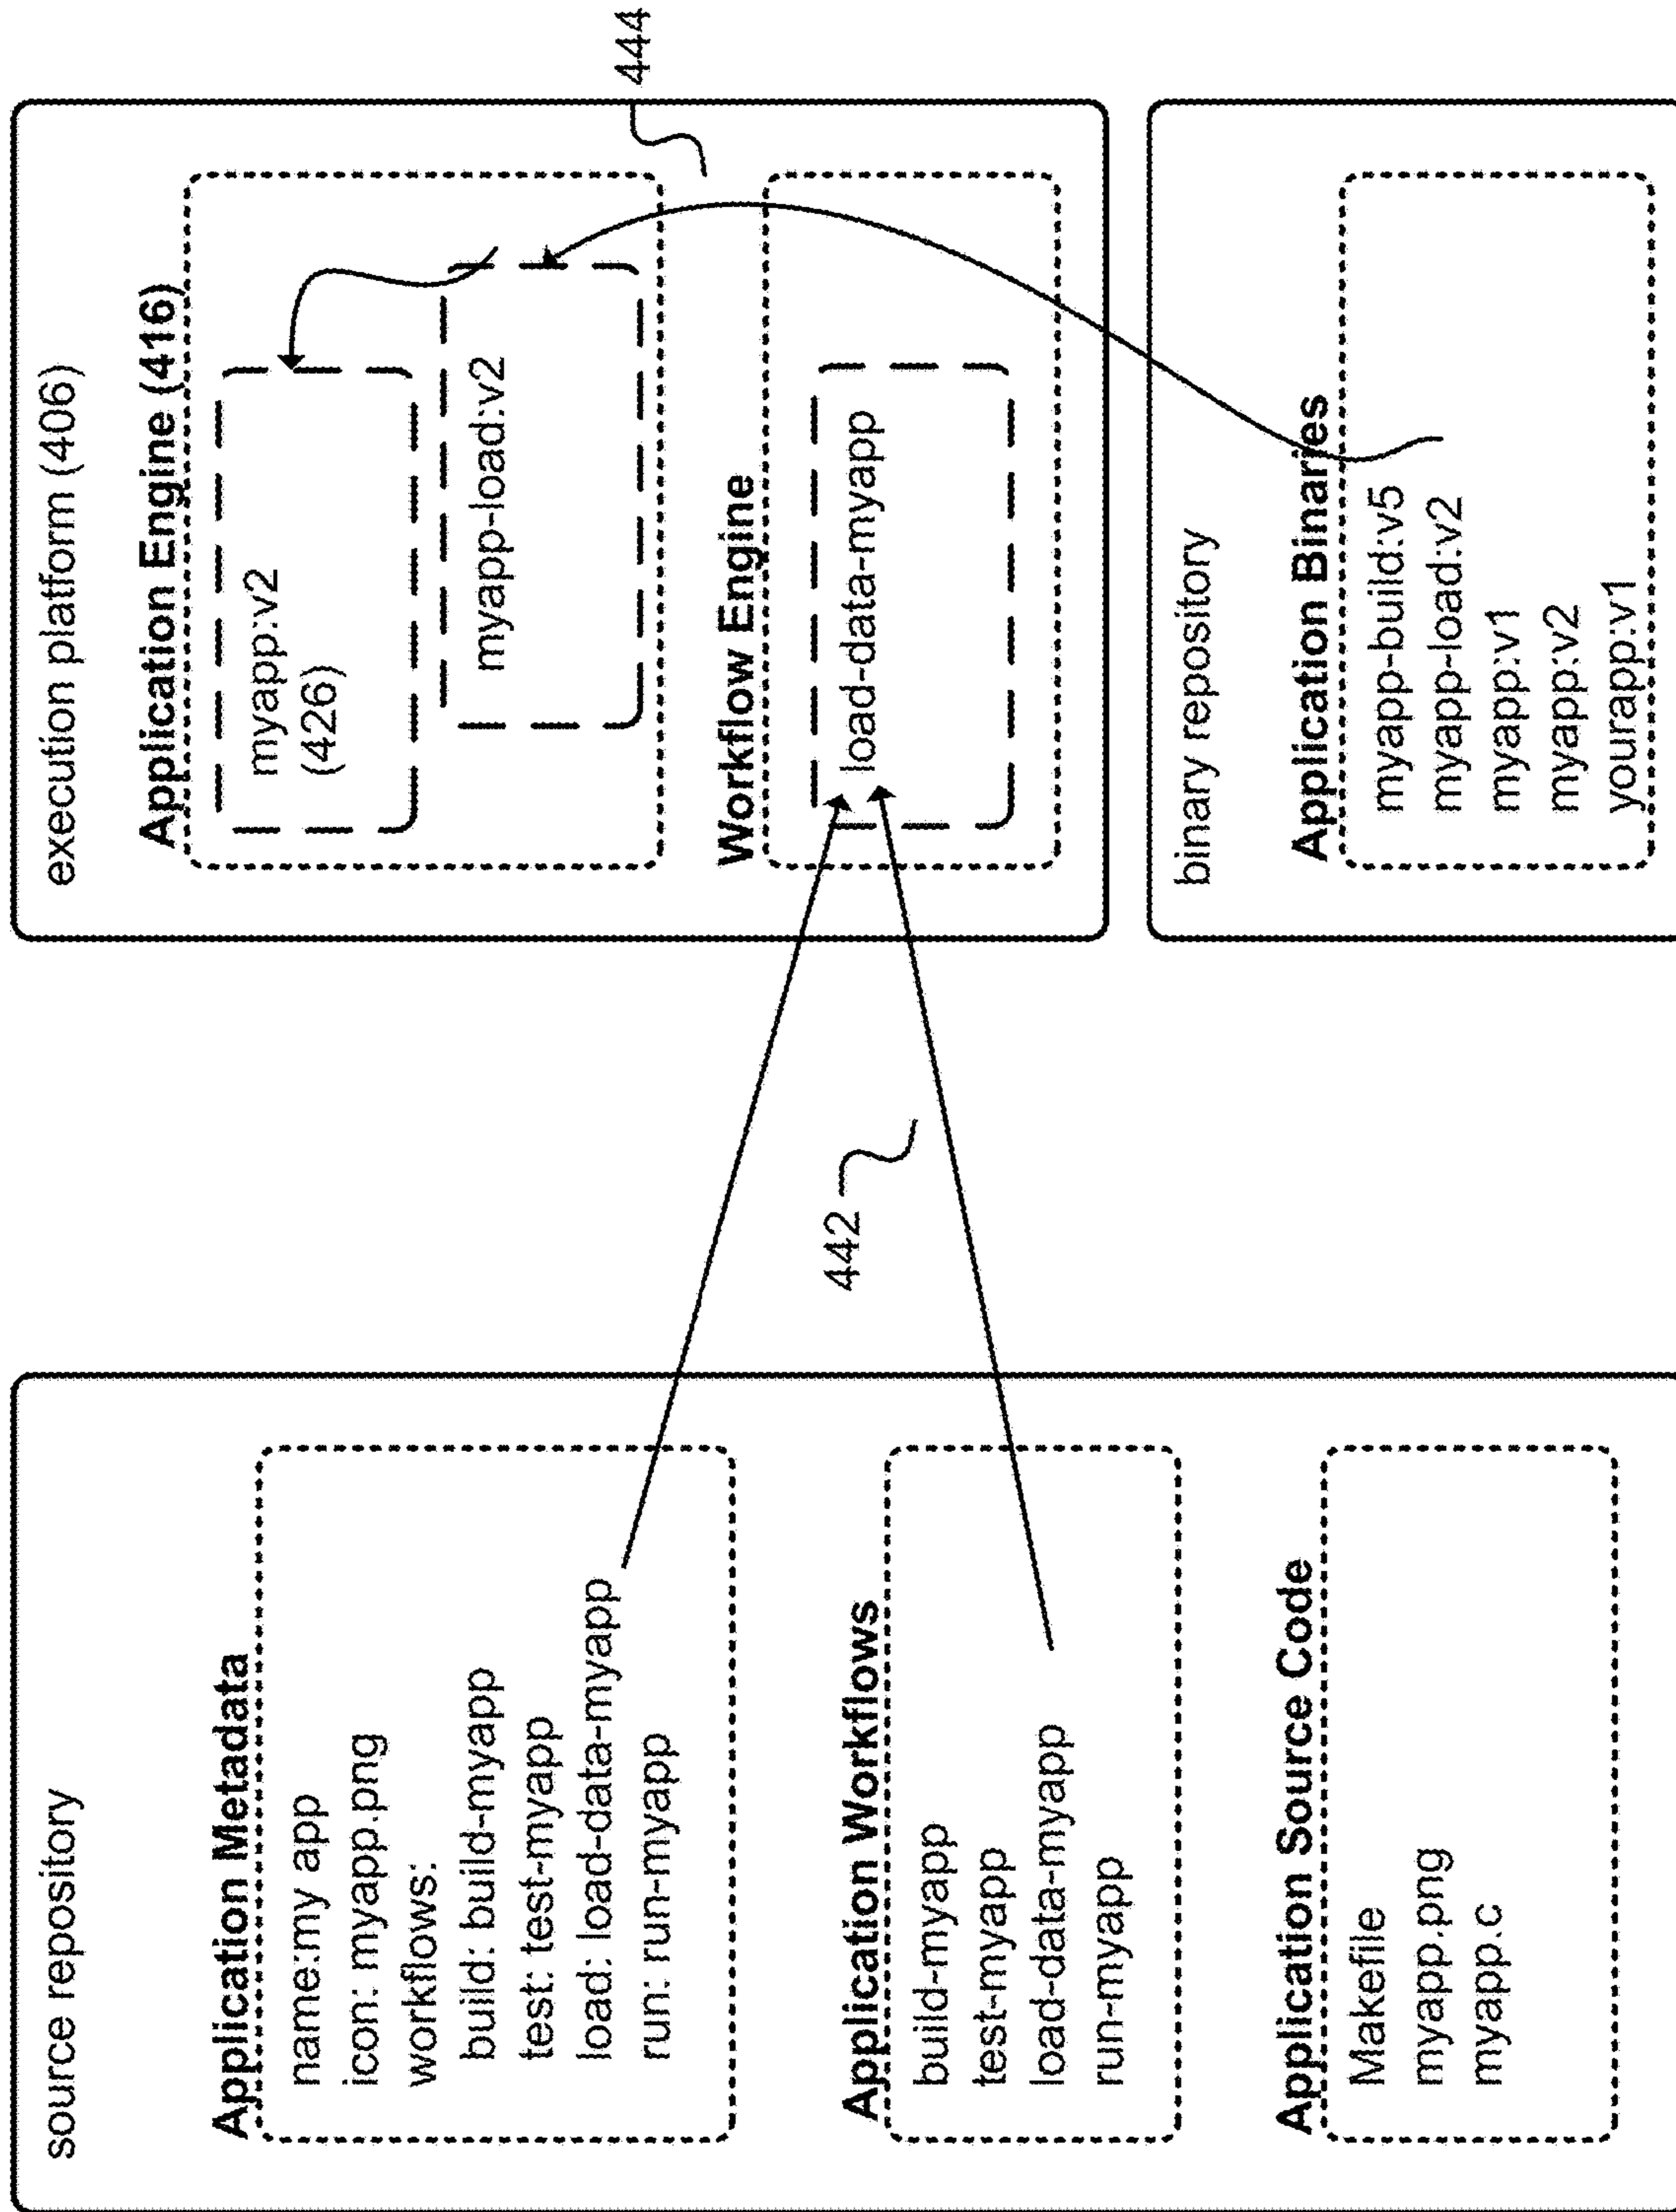 source repository
Application Metadata
name:my app
icon: myapp.png
workflows:
build: build-myapp
test: test-myapp
load: load-data-myapp
run: run-myapp
Application Workflows
build-myapp
test-myapp
load-data-myapp
run-myapp
Application Source Code
Makefile
myapp.png
myapp.c
442
execution platform (406)
Application Engine (416)
myapp:v2
(426)
myapp-load:v2
444
Workflow Engine
load-data-myapp
binary repository
Application Binaries
myapp-build:v5
myapp-load:v2
myapp:v1
myapp:v2
yourapp:v1